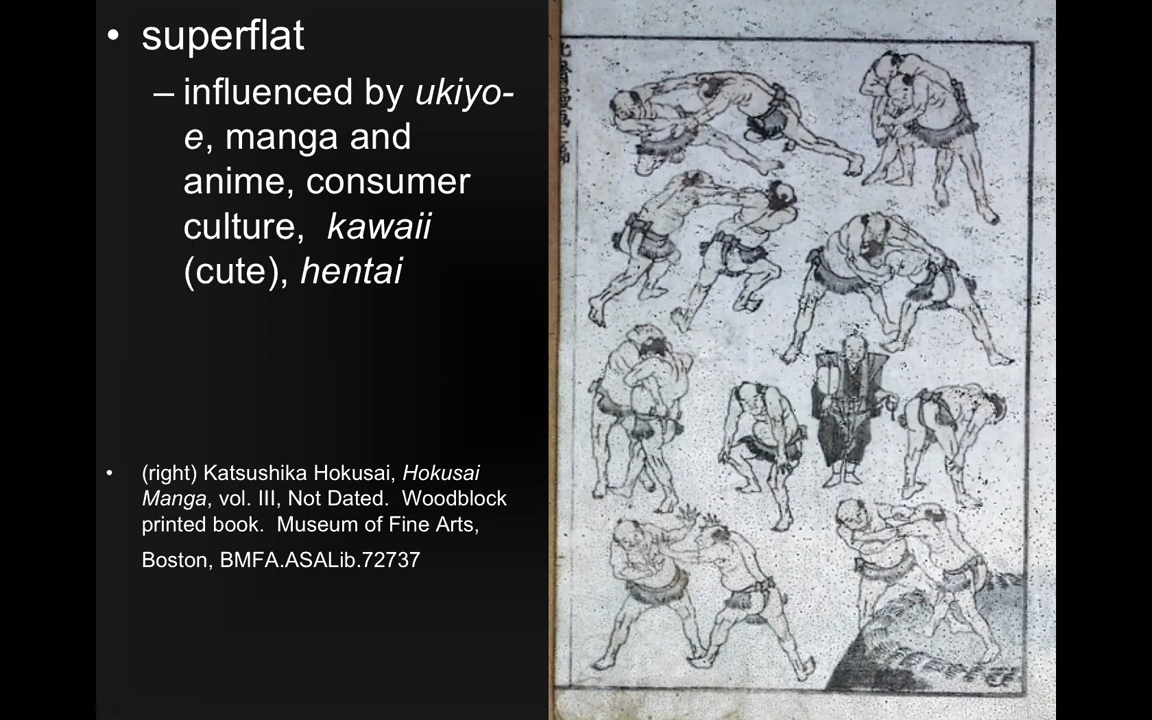 • superflat
– influenced by ukiyo-
e, manga and
anime, consumer
culture, kawaii
(cute), hentai
• (right) Katsushika Hokusai, Hokusai
Manga, vol. III, Not Dated. Woodblock
printed book. Museum of Fine Arts,
Boston, BMFA.ASALib.72737